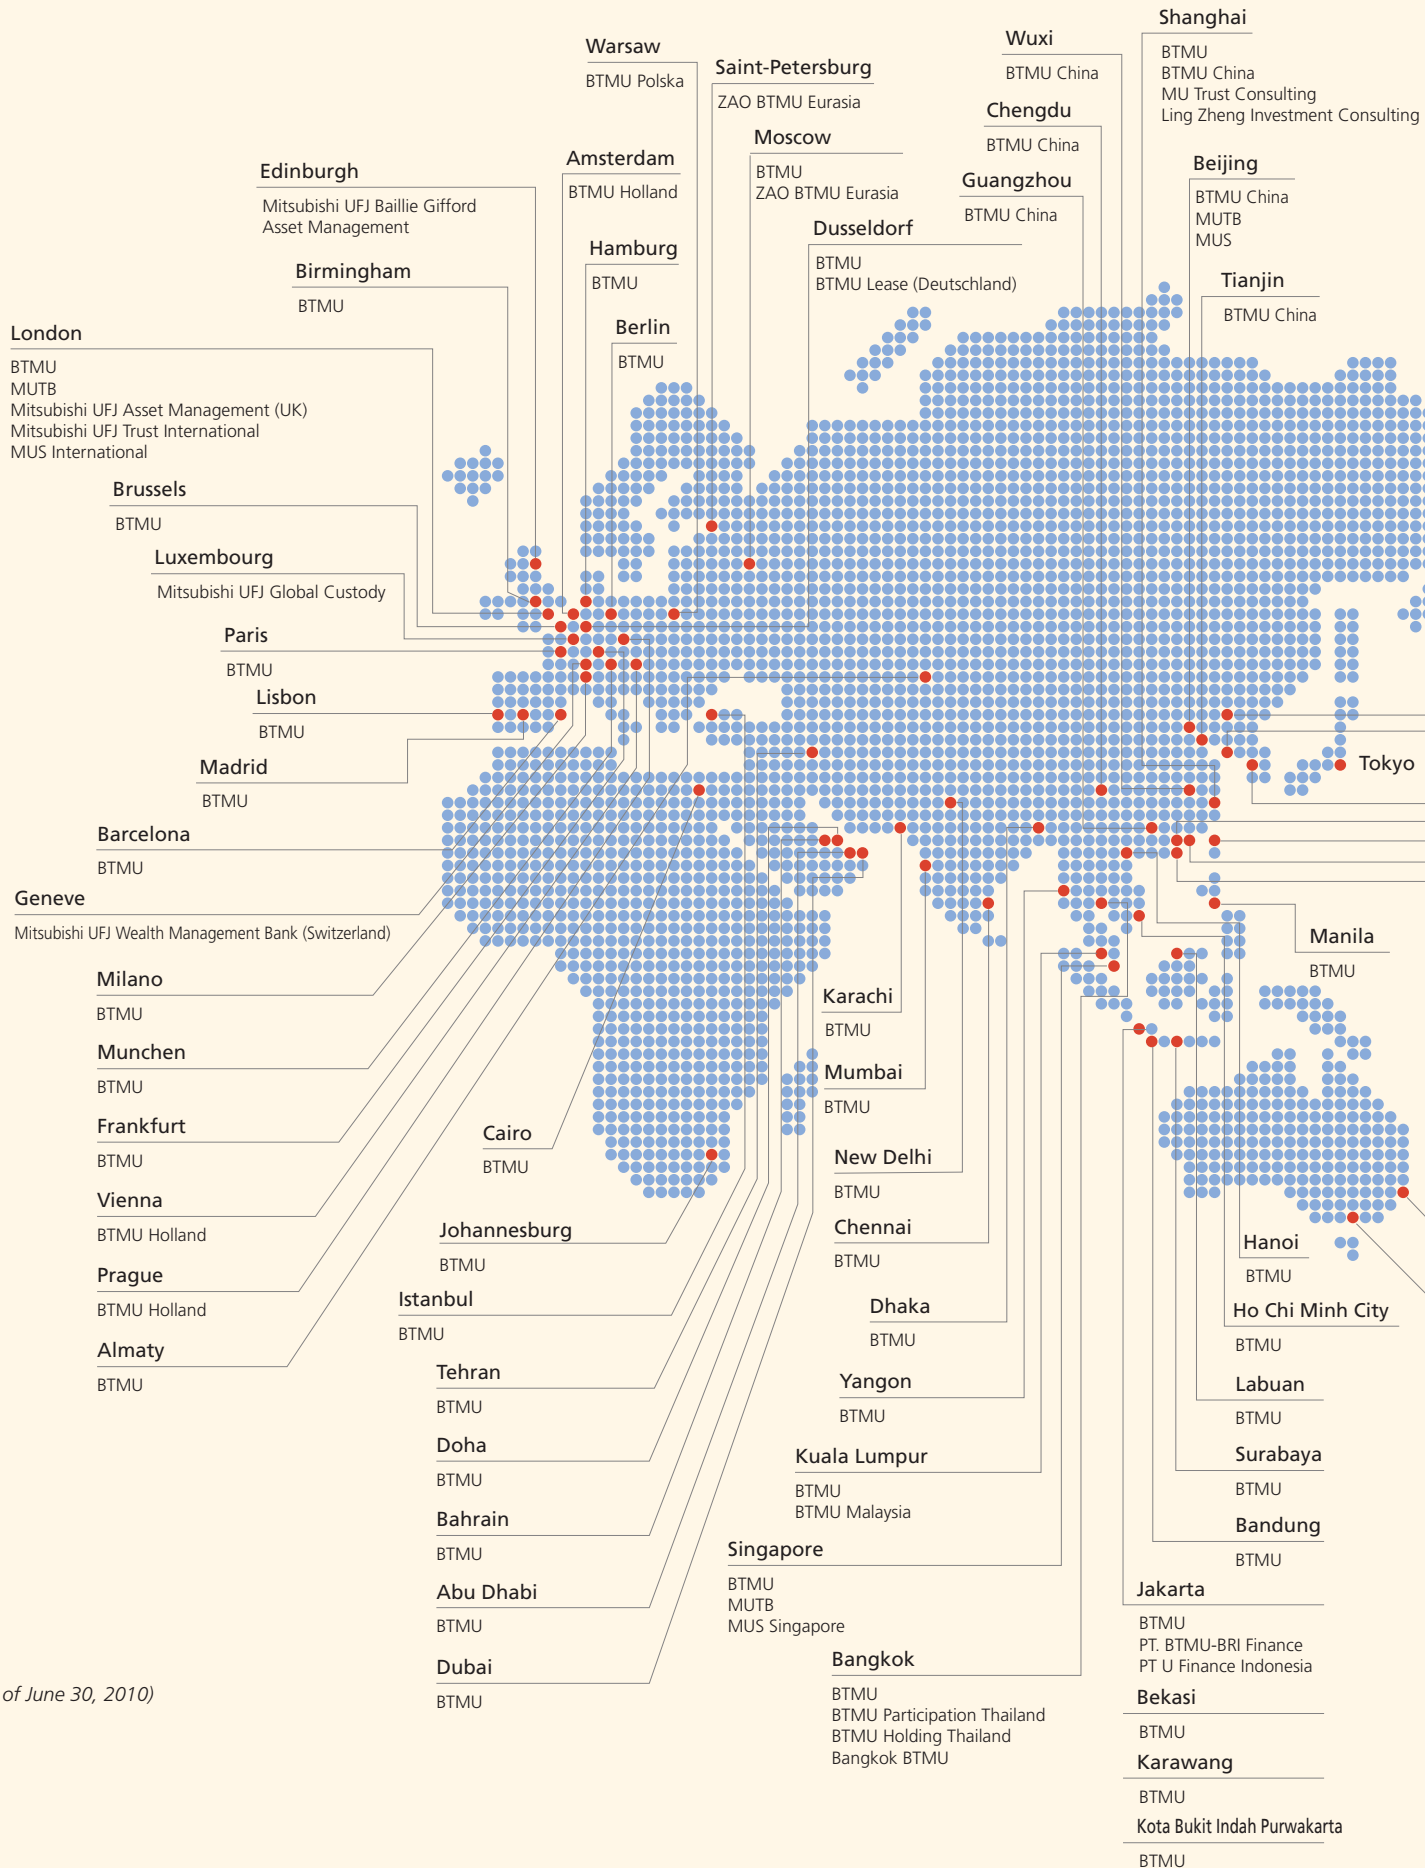 Warsaw
BTMU Polska
Saint-Petersburg
ZAO BTMU Eurasia
Moscow
BTMU
ZAO BTMU Eurasia
Wuxi
BTMU China
Chengdu
BTMU China
Guangzhou
BTMU China
Shanghai
BTMU
BTMU China
MU Trust Consulting
Ling Zheng Investment Consulting
Beijing
BTMU China
MUTB
MUS
Tianjin
BTMU China
Edinburgh
Mitsubishi UFJ Baillie Gifford
Asset Management
Amsterdam
BTMU Holland
Hamburg
BTMU
Dusseldorf
BTMU
BTMU Lease (Deutschland)
Birmingham
BTMU
Berlin
BTMU
London
BTMU
MUTB
Mitsubishi UFJ Asset Management (UK)
Mitsubishi UFJ Trust International
MUS International
Brussels
BTMU
Luxembourg
Mitsubishi UFJ Global Custody
Paris
BTMU
Lisbon
BTMU
Madrid
BTMU
Barcelona
BTMU
Geneve
Mitsubishi UFJ Wealth Management Bank (Switzerland)
Milano
BTMU
Munchen
BTMU
Frankfurt
BTMU
Vienna
BTMU Holland
Prague
BTMU Holland
Almaty
BTMU
Cairo
BTMU
Johannesburg
BTMU
Istanbul
BTMU
Tehran
BTMU
Doha
BTMU
Bahrain
BTMU
Abu Dhabi
BTMU
Dubai
BTMU
Karachi
BTMU
Mumbai
BTMU
New Delhi
BTMU
Chennai
BTMU
Dhaka
BTMU
Yangon
BTMU
Kuala Lumpur
BTMU
BTMU Malaysia
Singapore
BTMU
MUTB
MUS Singapore
Bangkok
BTMU
BTMU Participation Thailand
BTMU Holding Thailand
Bangkok BTMU
Tokyo
Manila
BTMU
Hanoi
BTMU
Ho Chi Minh City
BTMU
Labuan
BTMU
Surabaya
BTMU
Bandung
BTMU
Jakarta
BTMU
PT. BTMU-BRI Finance
PT U Finance Indonesia
Bekasi
BTMU
Karawang
BTMU
Kota Bukit Indah Purwakarta
BTMU
of June 30, 2010)